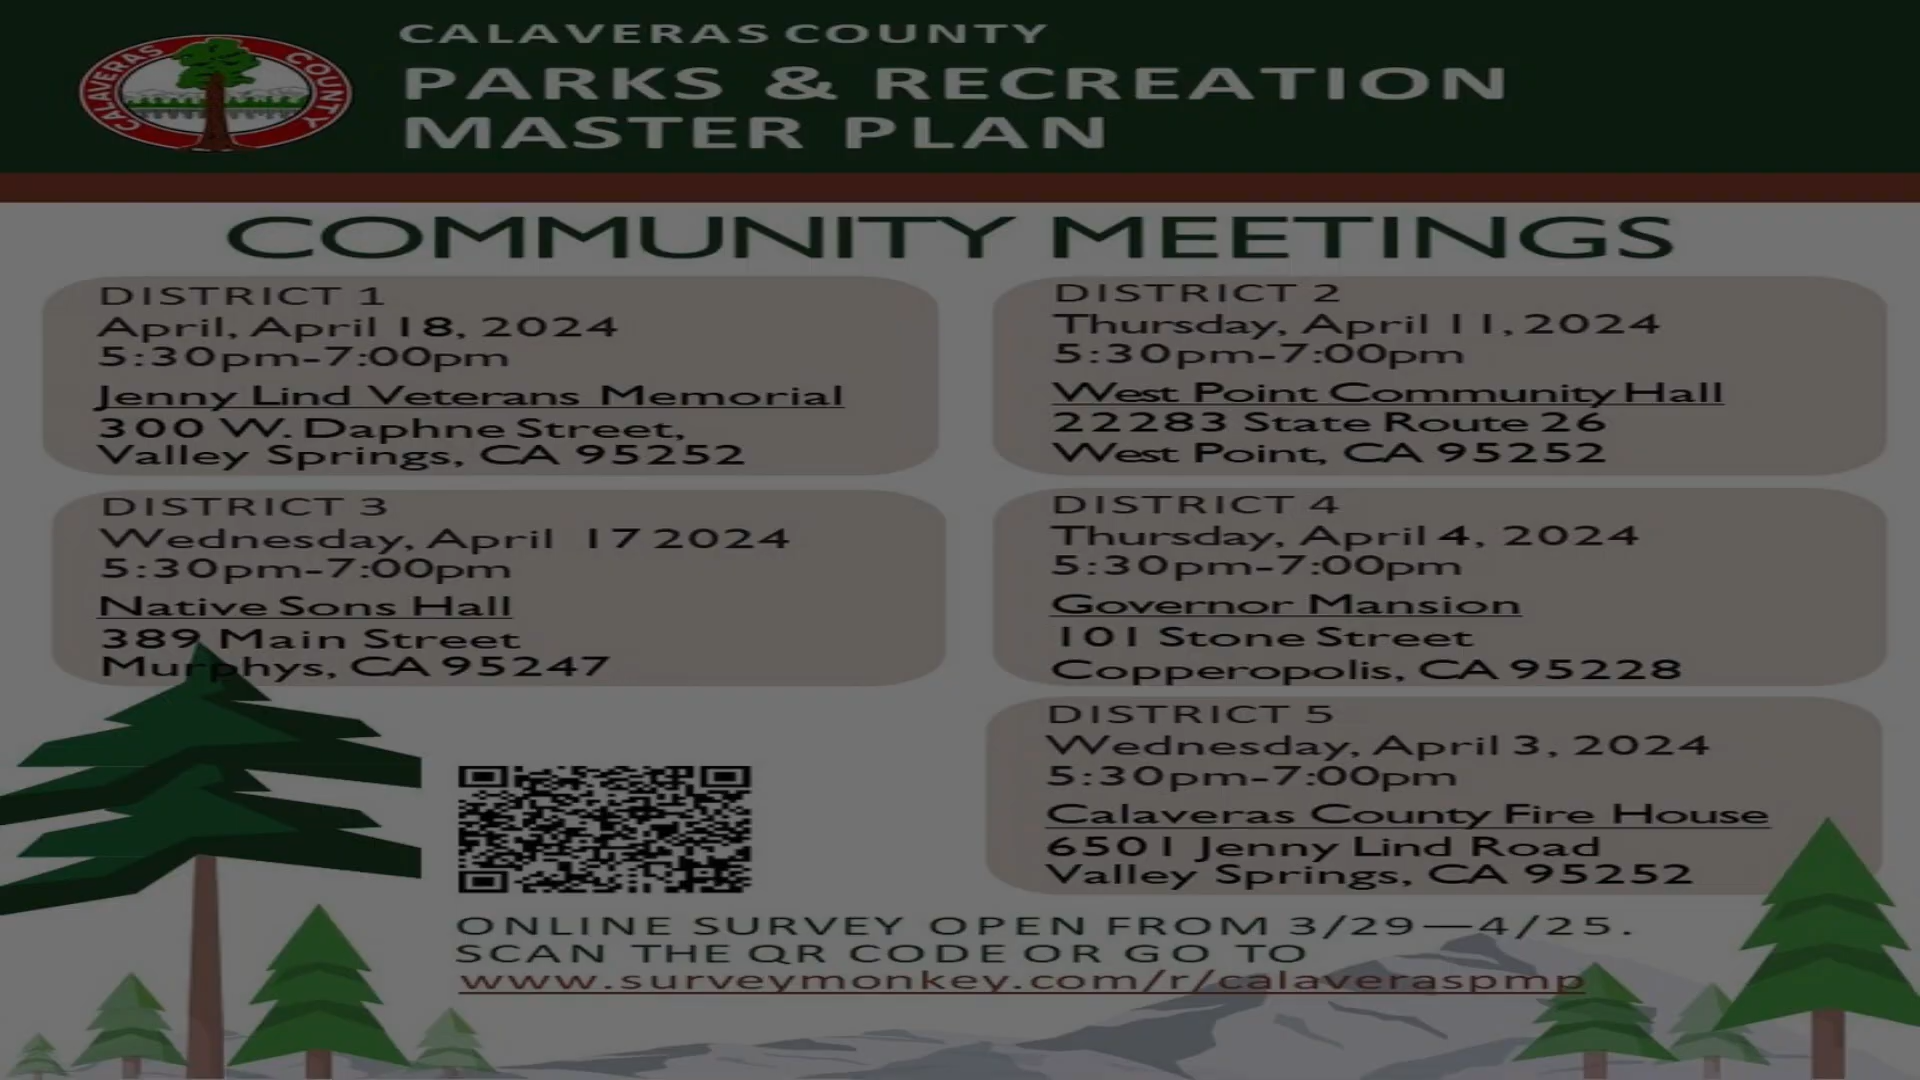 CALAVERAS COUNTY
CALAVERAS COUNTY
PARKS & RECREATION
MASTER PLAN
COMMUNITY MEETINGS
DISTRICT 1
April, April 18, 2024
5:30pm-7:00pm
Jenny Lind Veterans Memorial
300 W. Daphne Street,
Valley Springs, CA 95252
DISTRICT 2
Thursday, April 11, 2024
5:30pm-7:00pm
West Point Community Hall
22283 State Route 26
West Point, CA 95252
DISTRICT 3
Wednesday, April 17 2024
5:30pm-7:00pm
Native Sons Hall
389 Main Street
Murphys, CA 95247
DISTRICT 4
Thursday, April 4, 2024
5:30pm-7:00pm
Governor Mansion
101 Stone Street
Copperopolis, CA 95228
DISTRICT 5
Wednesday, April 3, 2024
5:30pm-7:00pm
Calaveras County Fire House
6501 Jenny Lind Road
Valley Springs, CA 95252
ONLINE SURVEY OPEN FROM 3/29—4/25.
SCAN THE QR CODE OR GO TO
www.surveymonkey.com/r/calaveraspmp